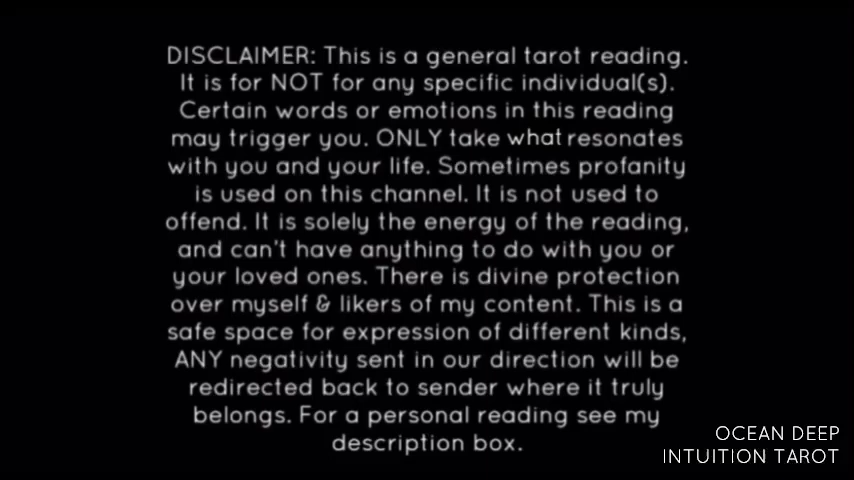 DISCLAIMER: This is a general tarot reading.
It is for NOT for any specific individual(s).
Certain words or emotions in this reading
may trigger you. ONLY take what resonates
with you and your life. Sometimes profanity
is used on this channel. It is not used to
offend. It is solely the energy of the reading,
and can't have anything to do with you or
your loved ones. There is divine protection
over myself & likers of my content. This is a
safe space for expression of different kinds,
ANY negativity sent in our direction will be
redirected back to sender where it truly
belongs. For a personal reading see my
description box.
OCEAN DEEP
INTUITION TAROT